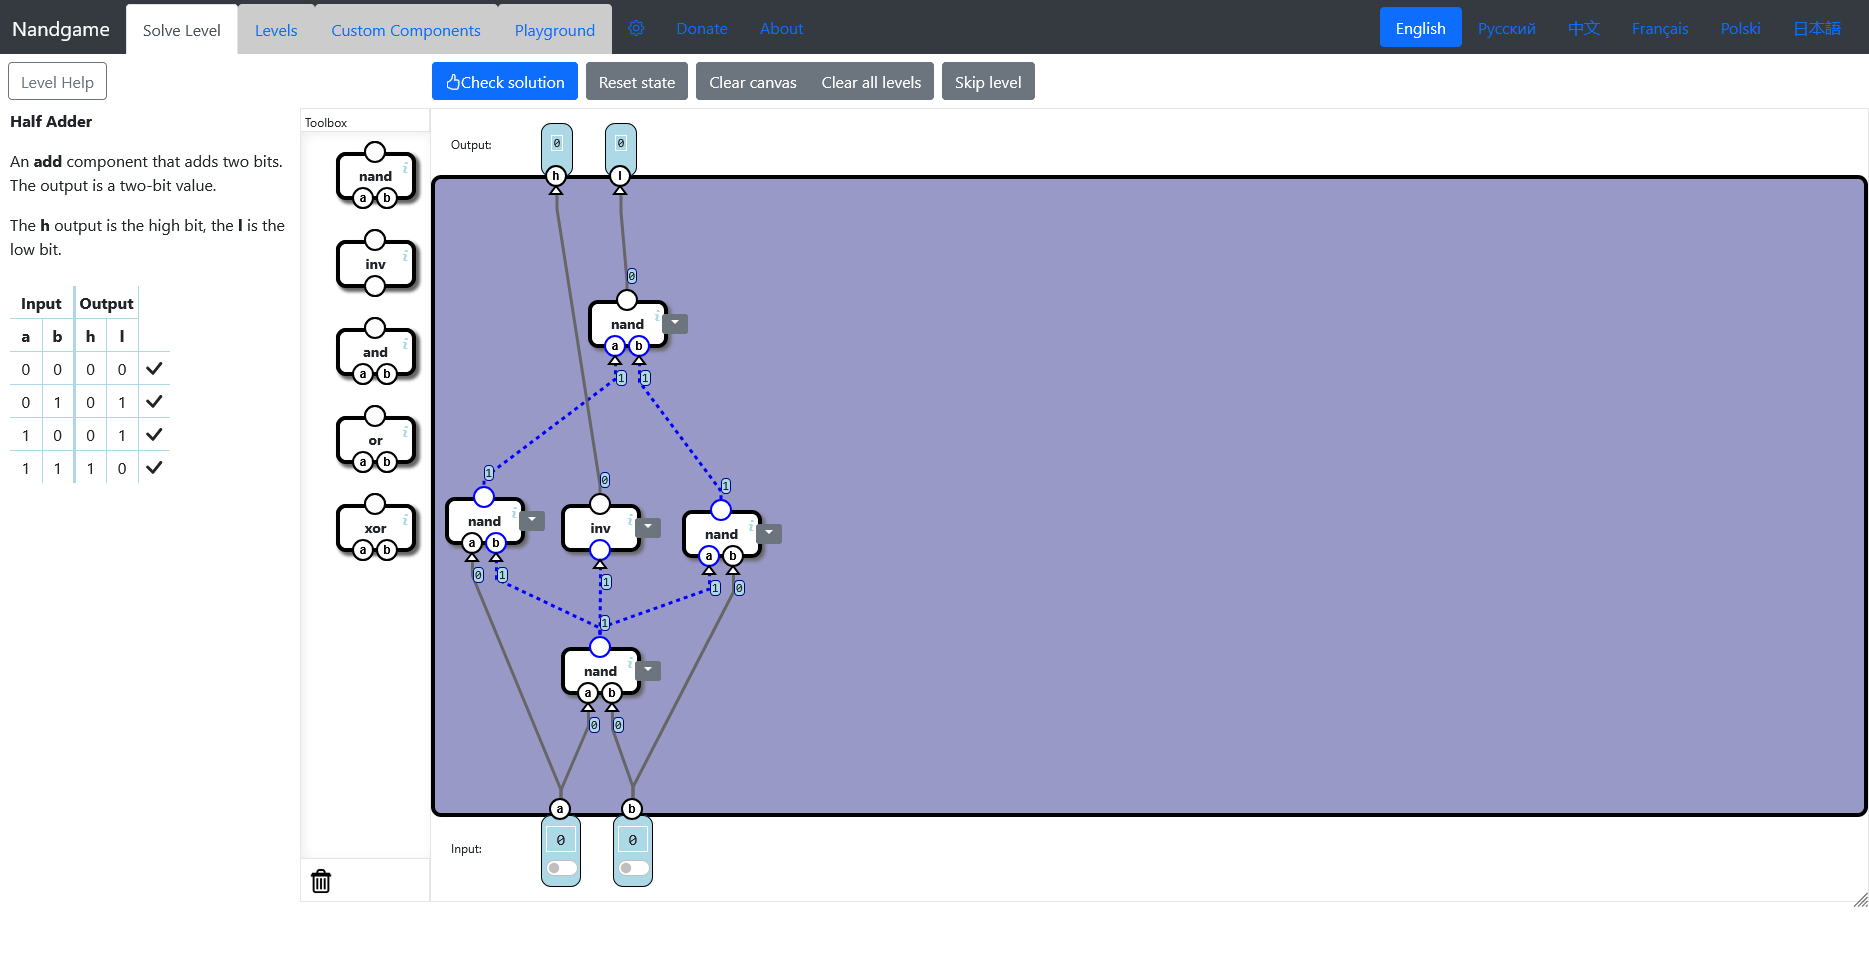 Nandgame Solve Level Levels Custom Components Playground Donate About English Русский 中文 Français Polski 日本語
Level Help
Check solution Reset state Clear canvas Clear all levels Skip level
Half Adder
An add component that adds two bits.
The output is a two-bit value.
The h output is the high bit, the l is the
low bit.
Input Output
a b h l
0 0 0 0
0 1 0 1
1 0 0 1
1 1 1 0
Toolbox
i
nand
a b
i
inv
i
and
a b
i
or
a b
i
xor
a b
Output: 0 0
h l
0
i
nand
a b
1 1
1 0 1
i i i
nand inv nand
a b a b
0 1 1 1 0
1
i
nand
a b
0 0
a b
Input: 0 0